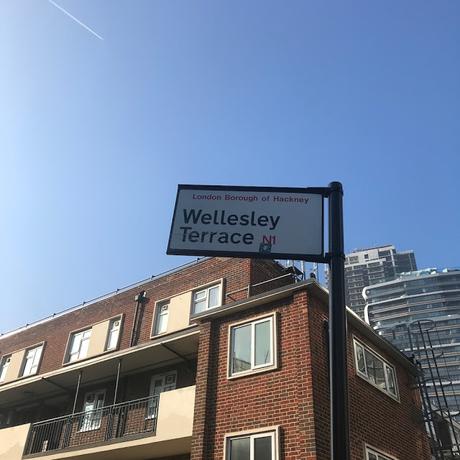 London Borough of Hackney
Wellesley
Terrace N1